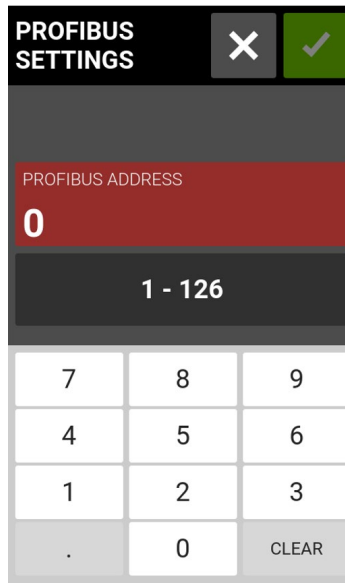 PROFIBUS
SETTINGS
PROFIBUS ADDRESS
0
1 - 126
7 8 9
4 5 6
1 2 3
. 0 CLEAR